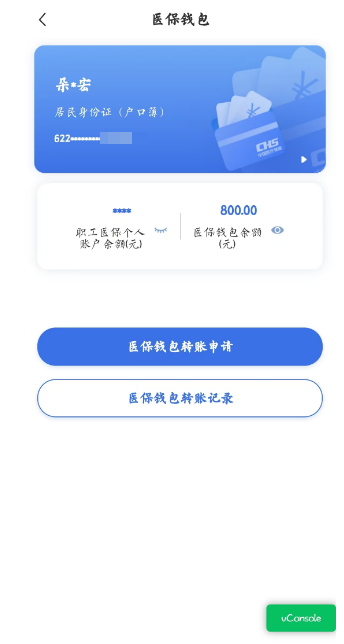 医保钱包
朵*宏
居民身份证（户口簿）
622*********
CHS
****
800.00
职工医保个人
账户余额(元)
医保钱包余额
(元)
医保钱包转账申请
医保钱包转账记录
vConsole